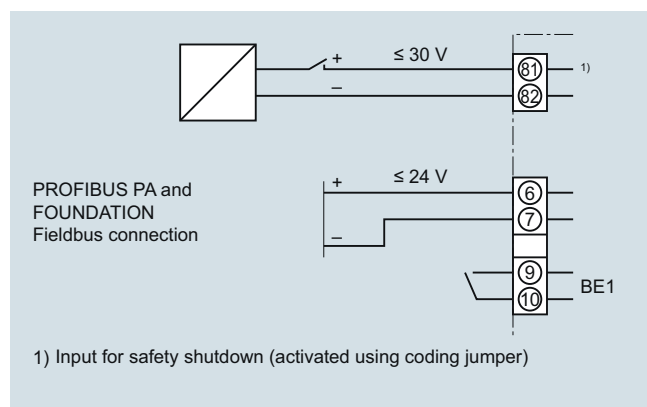 + ≤ 30 V
81 1)
–
82
PROFIBUS PA and
FOUNDATION
Fieldbus connection
+ ≤ 24 V
6
7
–
9
BE1
10
1) Input for safety shutdown (activated using coding jumper)